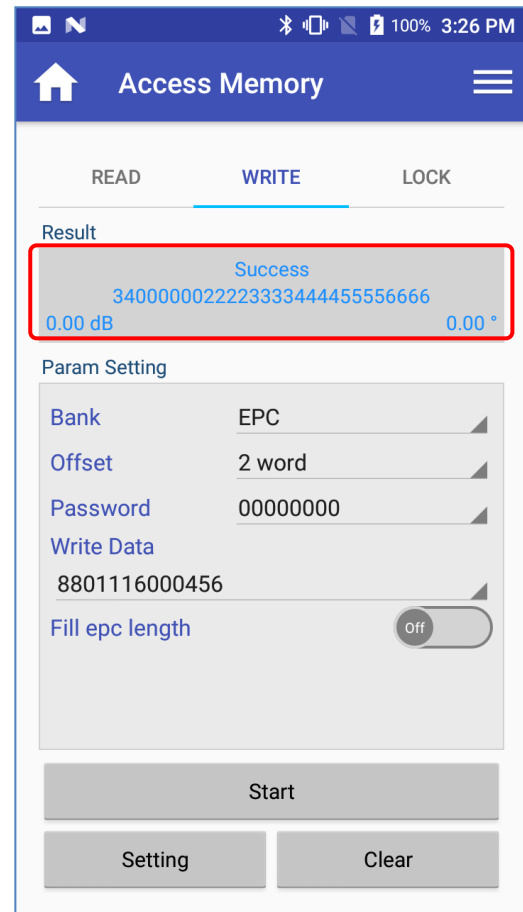 100% 3:26 PM
Access Memory
READ WRITE LOCK
Result
Success
3400000022223333444455556666
0.00 dB 0.00 °
Param Setting
Bank EPC
Offset 2 word
Password 00000000
Write Data
8801116000456
Fill epc length Off
Start
Setting Clear